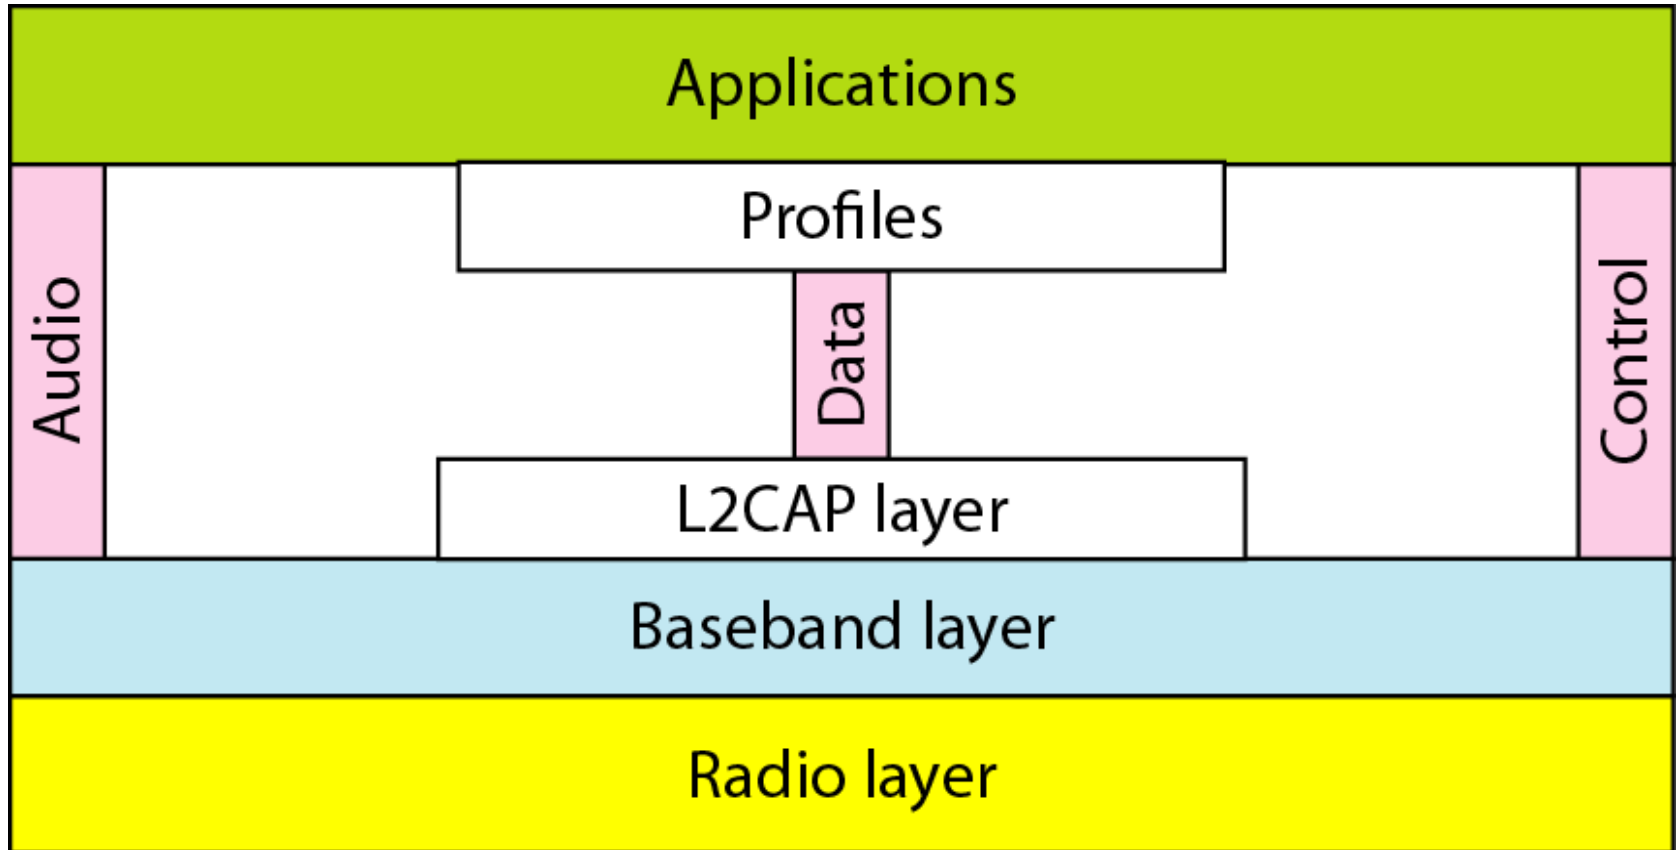 Applications
Profiles
Audio
Data
Control
L2CAP layer
Baseband layer
Radio layer